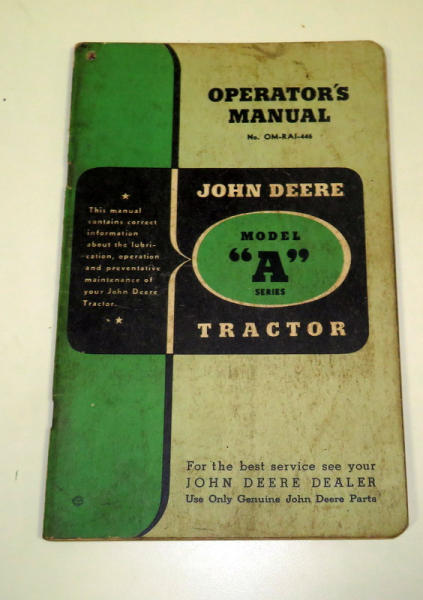 OPERATOR'S
MANUAL
No. OM-RAI-446
★
This manual
contains correct
information
about the lubri-
cation, operation
and preventative
maintenance of
your John Deere
Tractor.
★
JOHN DEERE
MODEL
"A"
SERIES
TRACTOR
For the best service see your
JOHN DEERE DEALER
Use Only Genuine John Deere Parts